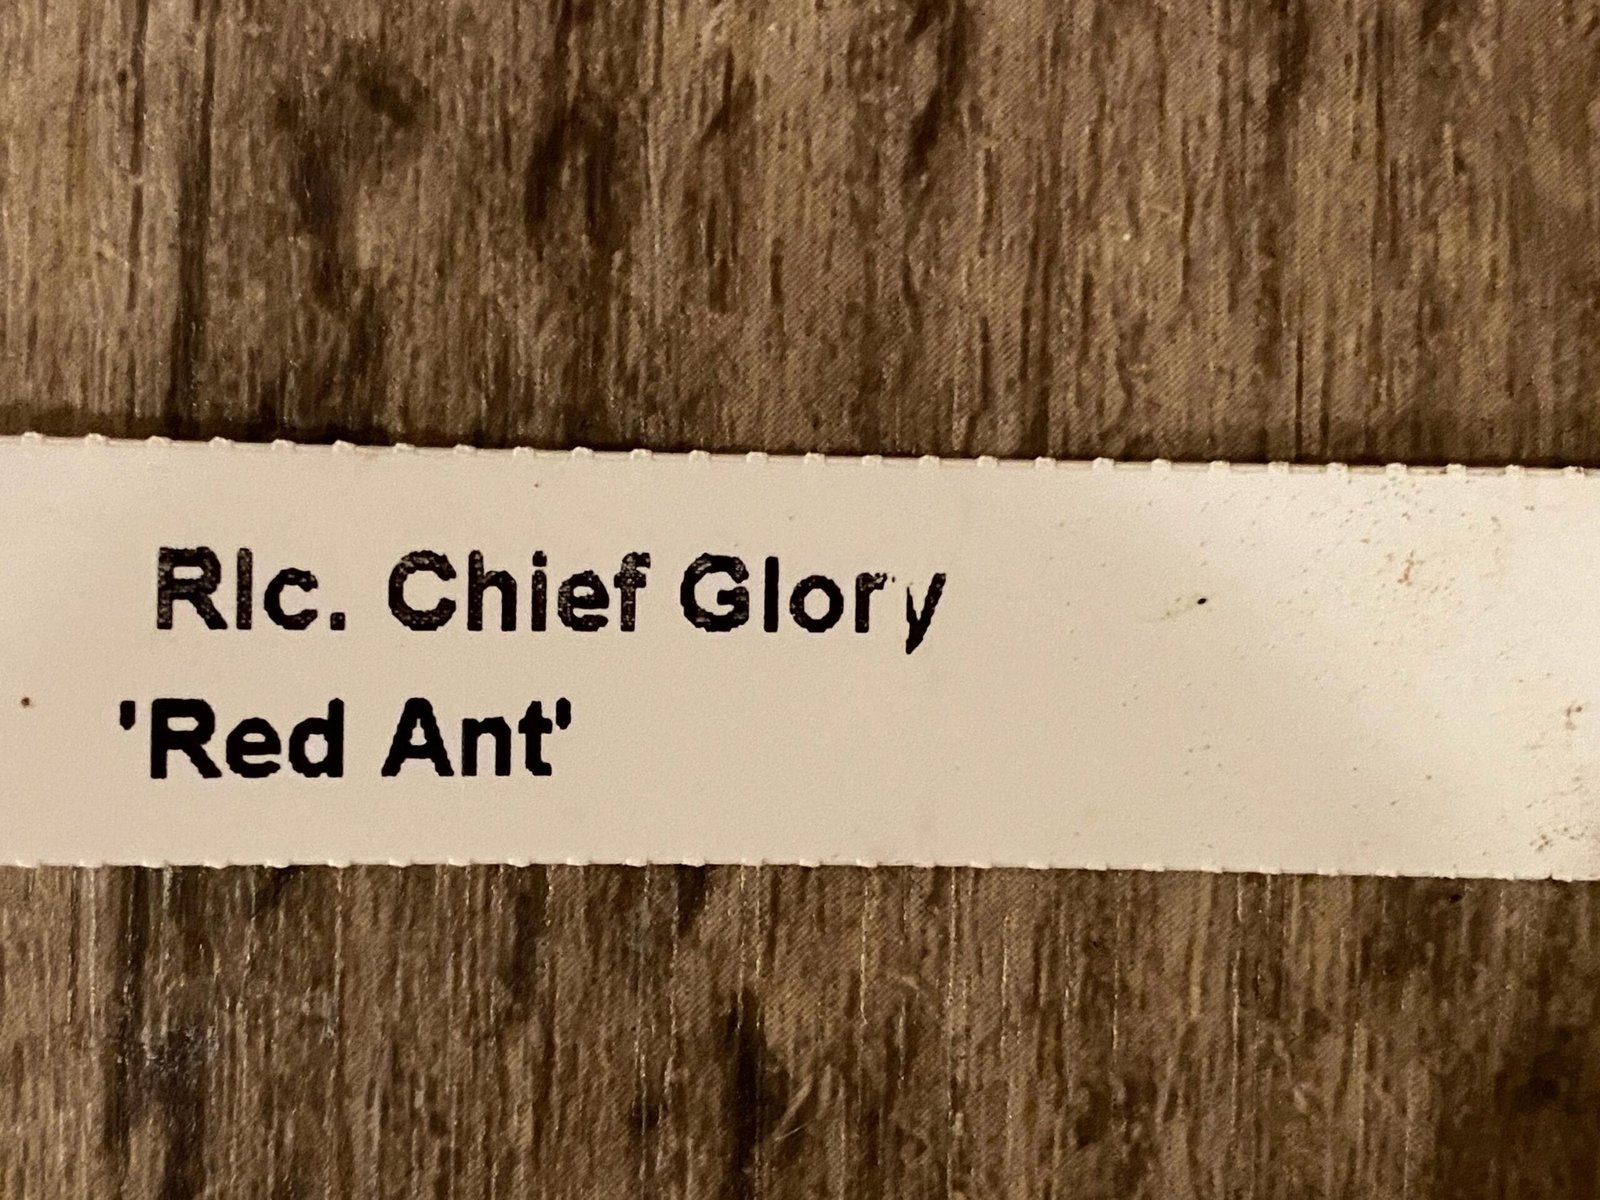 Rlc. Chief Glory
'Red Ant'